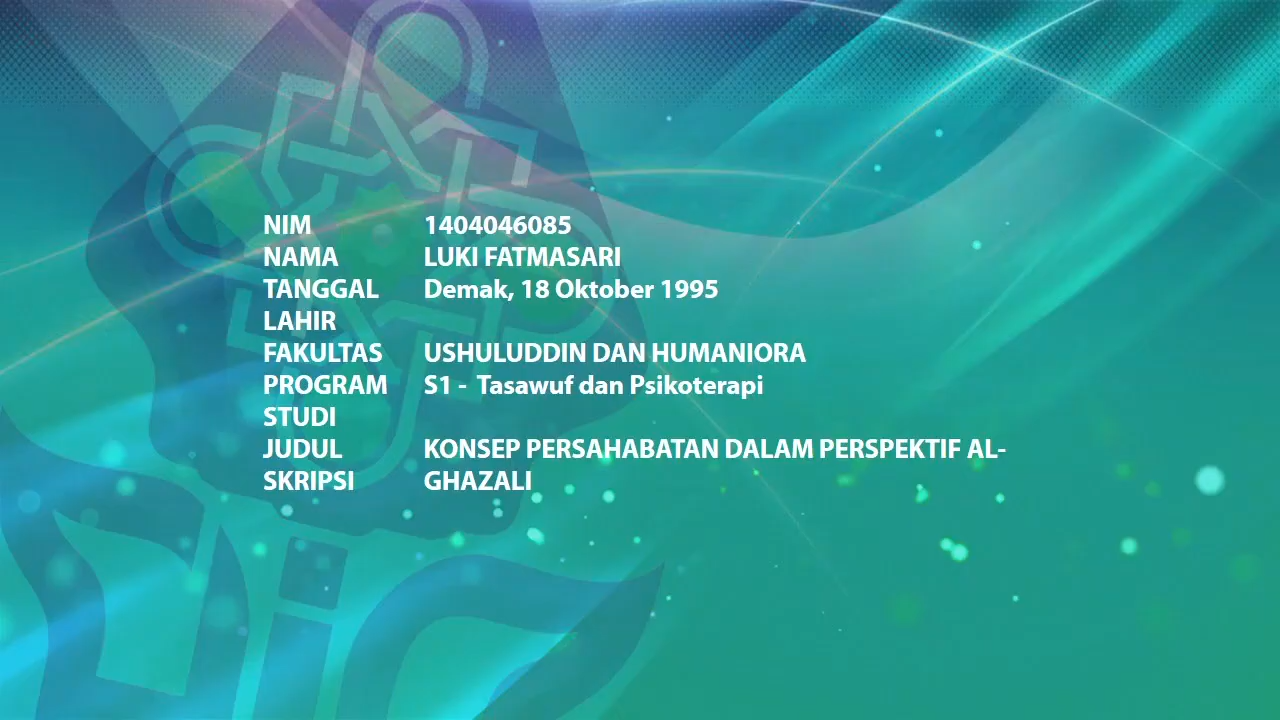 NIM 1404046085
NAMA LUKI FATMASARI
TANGGAL Demak, 18 Oktober 1995
LAHIR
FAKULTAS USHULUDDIN DAN HUMANIORA
PROGRAM S1 - Tasawuf dan Psikoterapi
STUDI
JUDUL KONSEP PERSAHABATAN DALAM PERSPEKTIF AL-
SKRIPSI GHAZALI